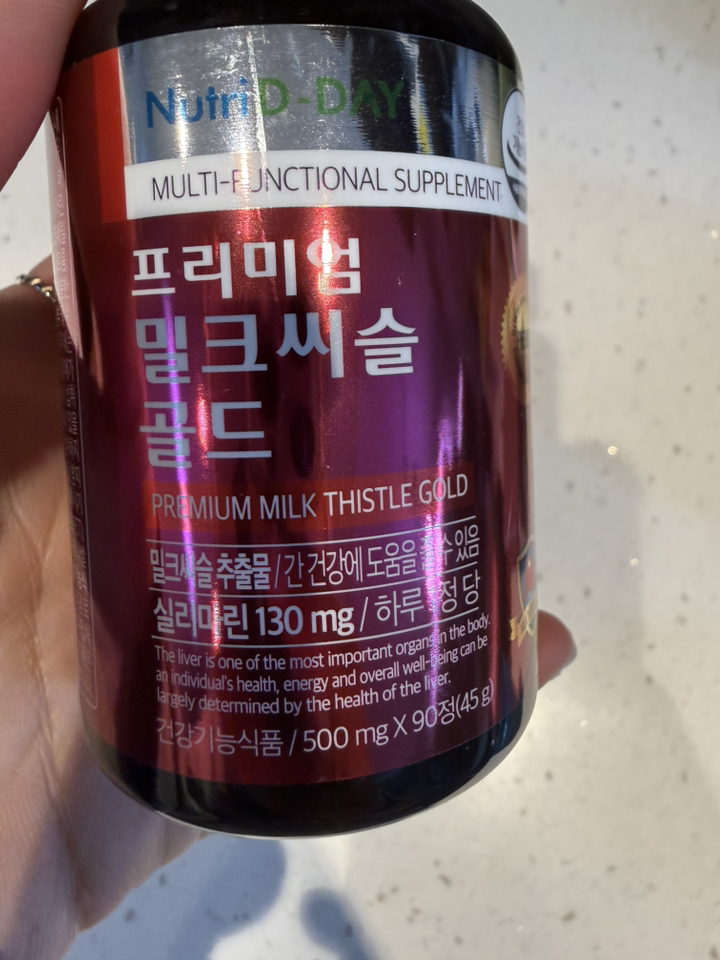 Nutri D-DAY
MULTI-FUNCTIONAL SUPPLEMENT
프리미엄
밀크씨슬
골드
PREMIUM MILK THISTLE GOLD
밀크씨슬 추출물 / 간 건강에 도움을 줄 수 있음
실리마린 130 mg / 하루 정 당
The liver is one of the most important organs in the body.
an individual's health, energy and overall well-being can be
largely determined by the health of the liver.
건강기능식품 / 500 mg X 90정(45 g)